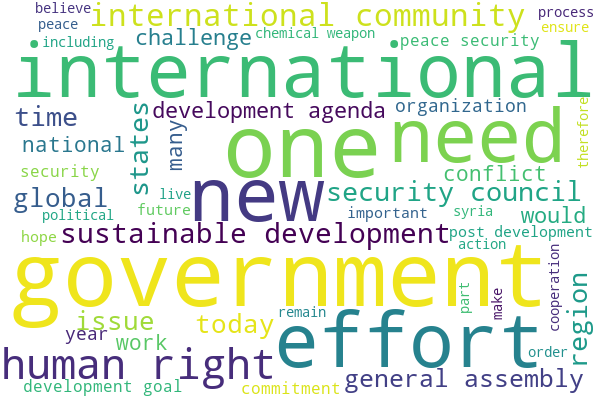 believe
international community
process
peace
ensure
including
challenge
chemical weapon
peace security
international
time
development agenda
organization
states
many
one
need
therefore
national
security
conflict
global
live
new
security council
political
future
important
syria
would
hope
sustainable development
post development
action
government
cooperation
region
part
make
issue
today
remain
effort
year
work
order
human right
general assembly
development goal
commitment